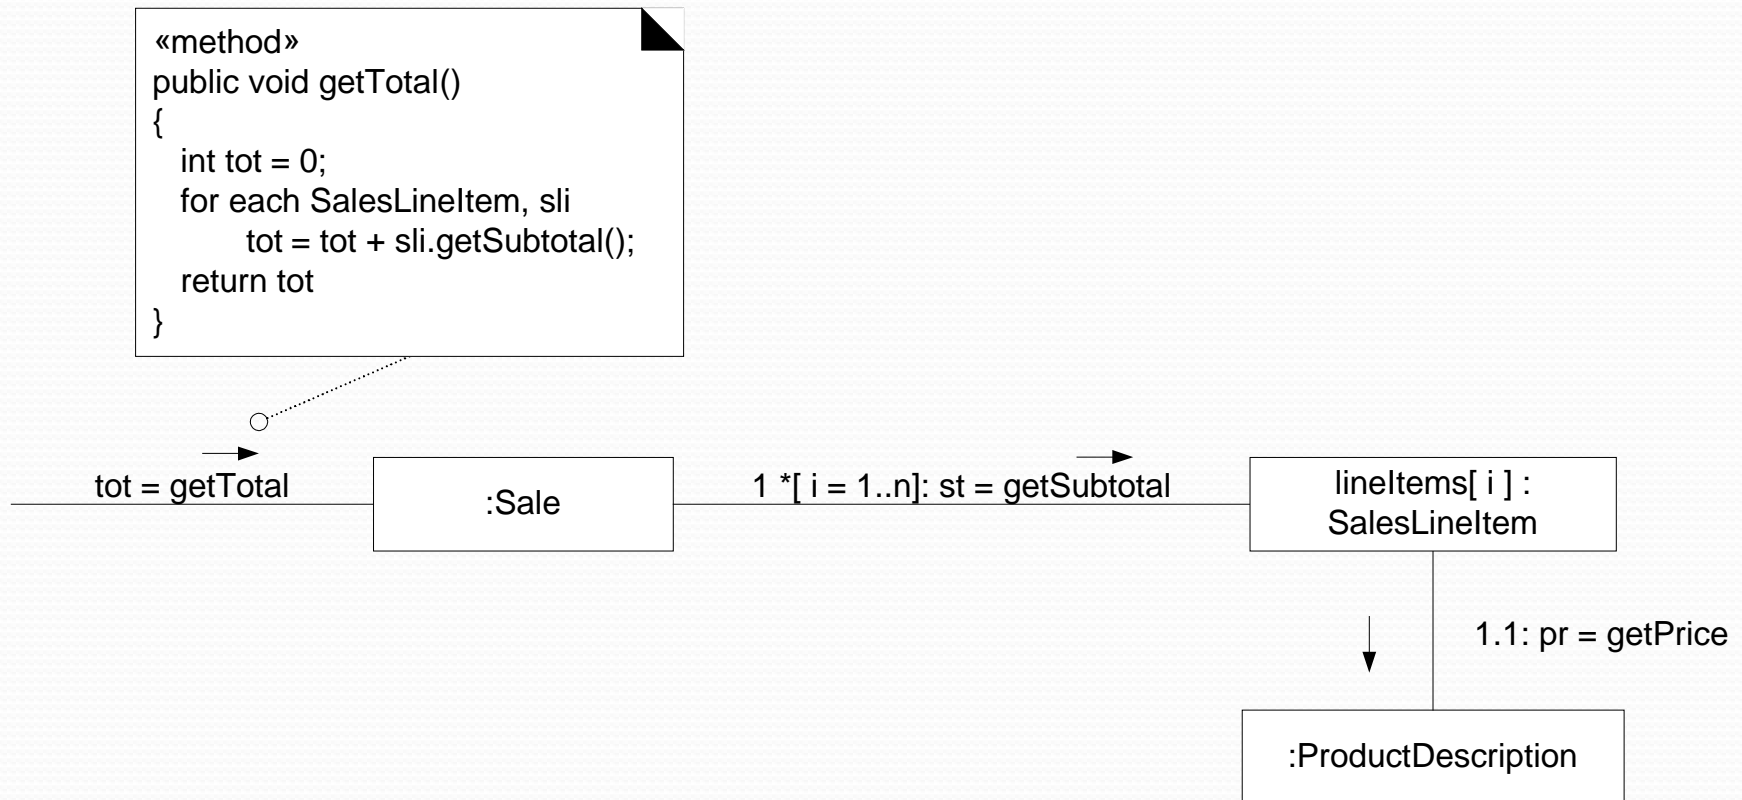 «method»
public void getTotal()
{
int tot = 0;
for each SalesLineItem, sli
tot = tot + sli.getSubtotal();
return tot
}
tot = getTotal
:Sale
1 *[ i = 1..n]: st = getSubtotal
lineItems[ i ] :
SalesLineItem
1.1: pr = getPrice
:ProductDescription